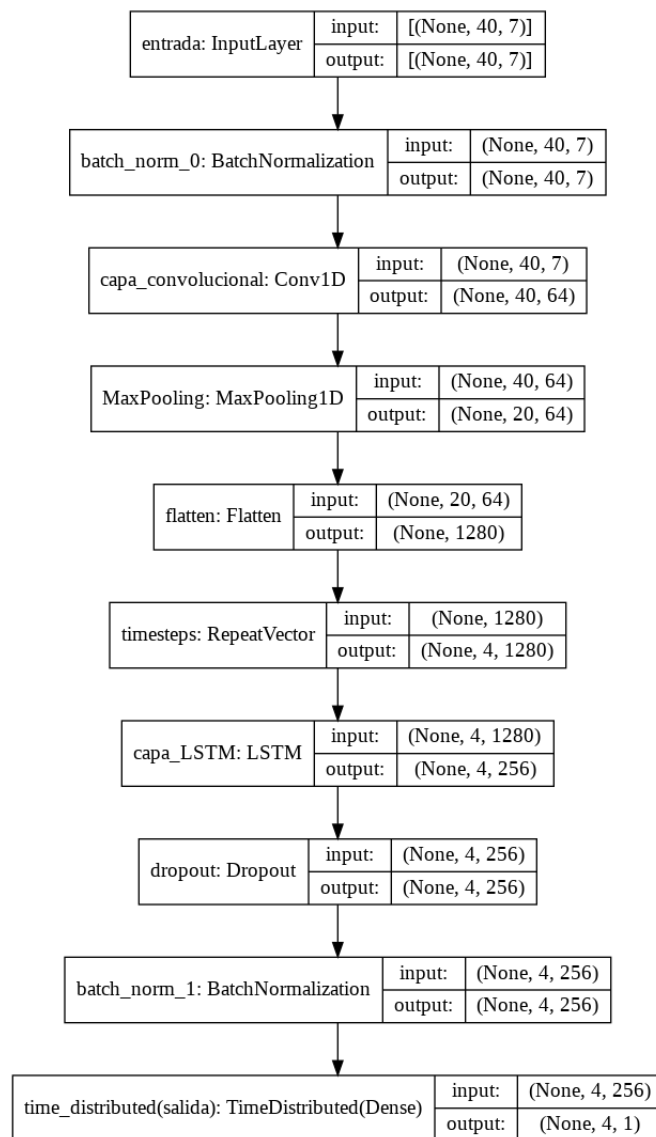 entrada: InputLayer
input: [(None, 40, 7)]
output: [(None, 40, 7)]
batch_norm_0: BatchNormalization
input: (None, 40, 7)
output: (None, 40, 7)
capa_convolucional: Conv1D
input: (None, 40, 7)
output: (None, 40, 64)
MaxPooling: MaxPooling1D
input: (None, 40, 64)
output: (None, 20, 64)
flatten: Flatten
input: (None, 20, 64)
output: (None, 1280)
timesteps: RepeatVector
input: (None, 1280)
output: (None, 4, 1280)
capa_LSTM: LSTM
input: (None, 4, 1280)
output: (None, 4, 256)
dropout: Dropout
input: (None, 4, 256)
output: (None, 4, 256)
batch_norm_1: BatchNormalization
input: (None, 4, 256)
output: (None, 4, 256)
time_distributed(salida): TimeDistributed(Dense)
input: (None, 4, 256)
output: (None, 4, 1)